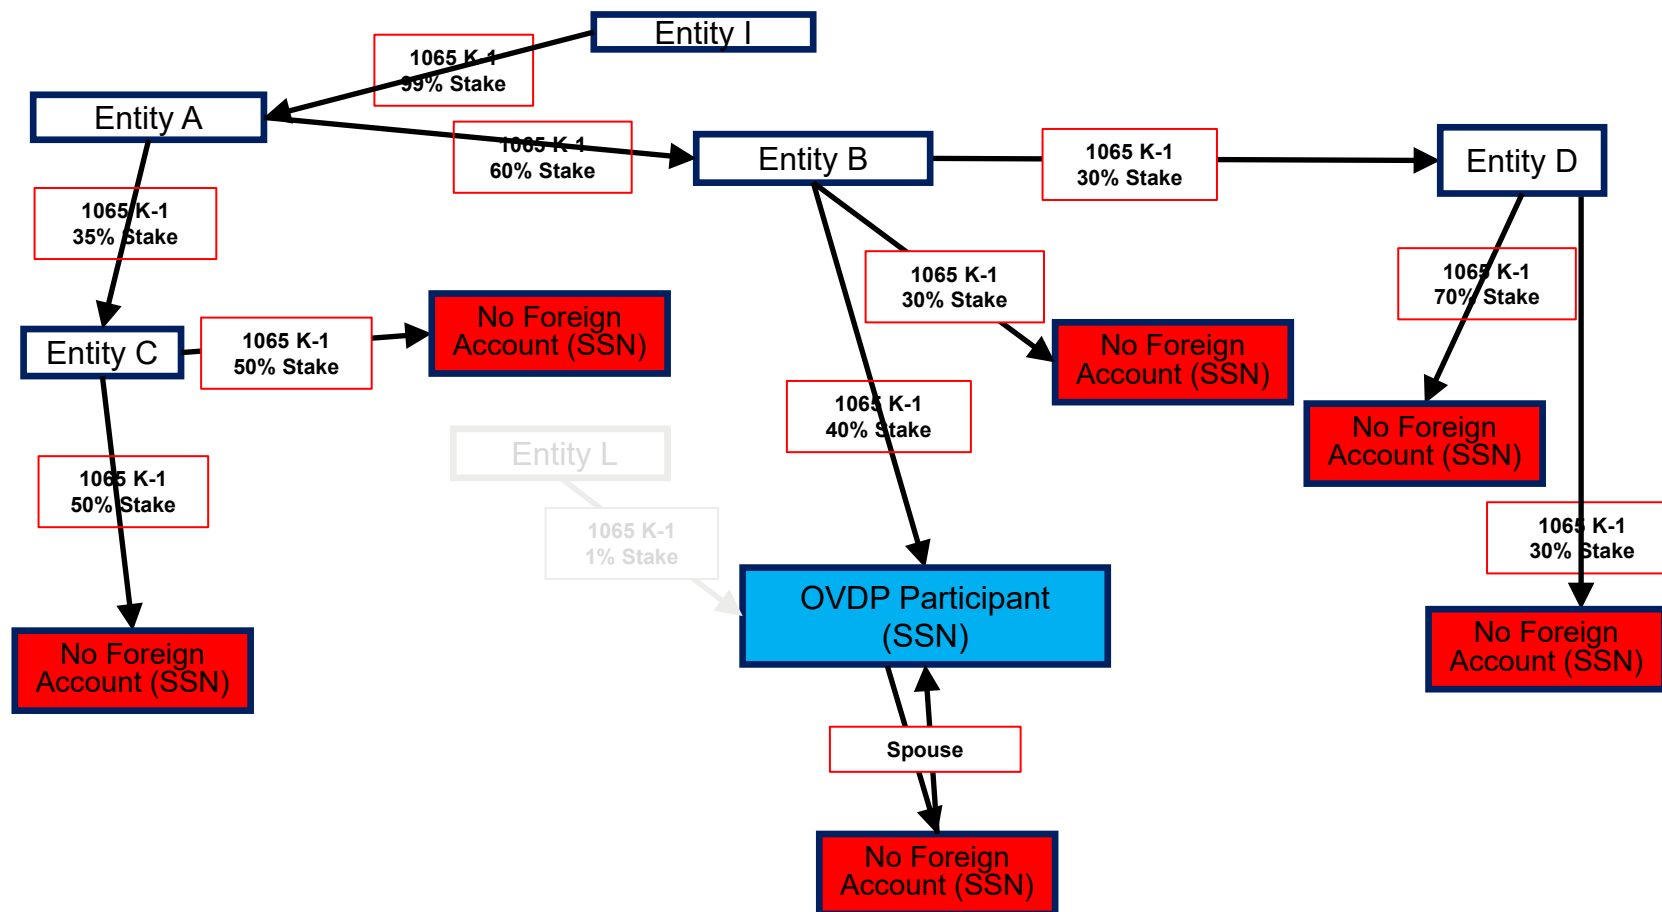 Entity I
1065 K-1
99% Stake
Entity A
1065 K-1
60% Stake
Entity B
1065 K-1
30% Stake
Entity D
1065 K-1
35% Stake
1065 K-1
30% Stake
1065 K-1
70% Stake
Entity C
1065 K-1
50% Stake
No Foreign
Account (SSN)
No Foreign
Account (SSN)
1065 K-1
40% Stake
No Foreign
Account (SSN)
Entity L
1065 K-1
50% Stake
1065 K-1
1% Stake
1065 K-1
30% Stake
OVDP Participant
(SSN)
No Foreign
Account (SSN)
No Foreign
Account (SSN)
Spouse
No Foreign
Account (SSN)